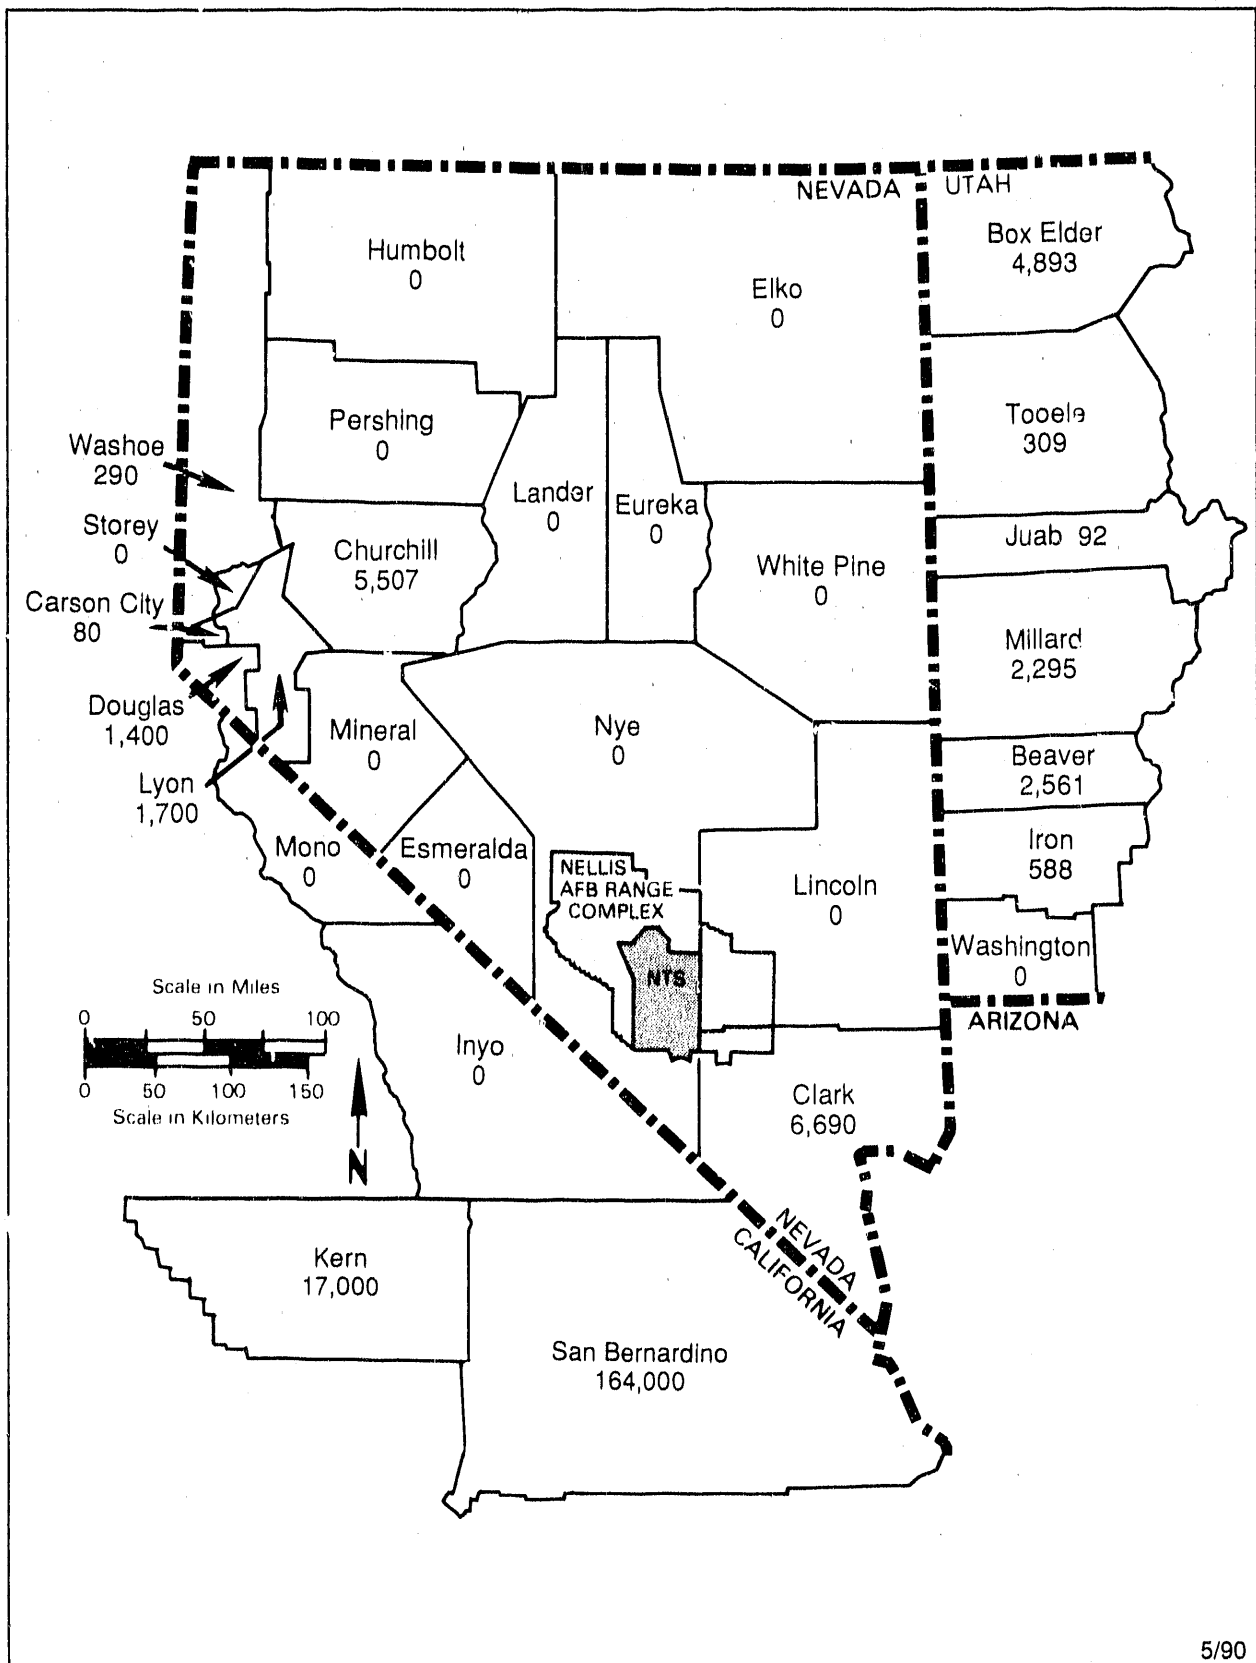 NEVADA
UTAH
Humbolt
0
Elko
0
Box Elder
4,893
Pershing
0
Tooele
309
Washoe
290
Lander
0
Eureka
0
Storey
0
Churchill
5,507
White Pine
0
Juab 92
Carson City
80
Millard
2,295
Douglas
1,400
Mineral
0
Nye
0
Beaver
2,561
Lyon
1,700
Mono
0
Esmeralda
0
NELLIS
AFB RANGE
COMPLEX
Lincoln
0
Iron
588
Washington
0
NTS
ARIZONA
Scale in Miles
0 50 100
0 50 100 150
Scale in Kilometers
N
Inyo
0
Clark
6,690
NEVADA
CALIFORNIA
Kern
17,000
San Bernardino
164,000
5/90